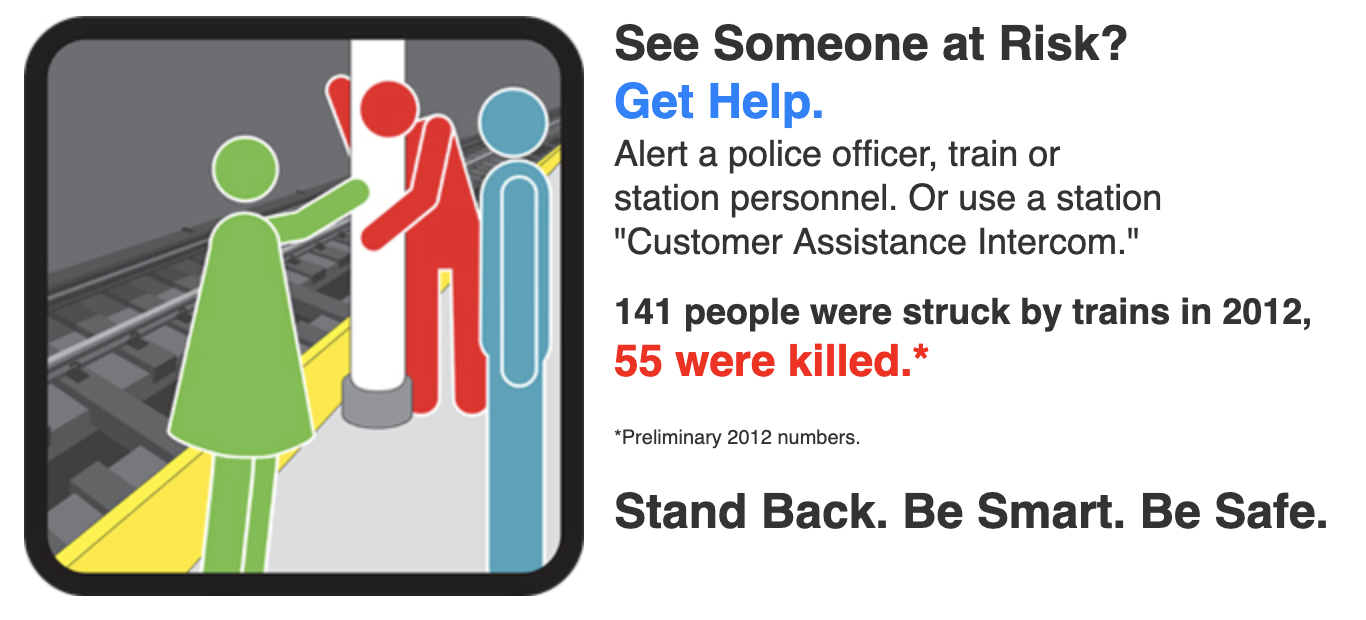 See Someone at Risk?
Get Help.
Alert a police officer, train or
station personnel. Or use a station
"Customer Assistance Intercom."
141 people were struck by trains in 2012,
55 were killed.*
*Preliminary 2012 numbers.
Stand Back. Be Smart. Be Safe.